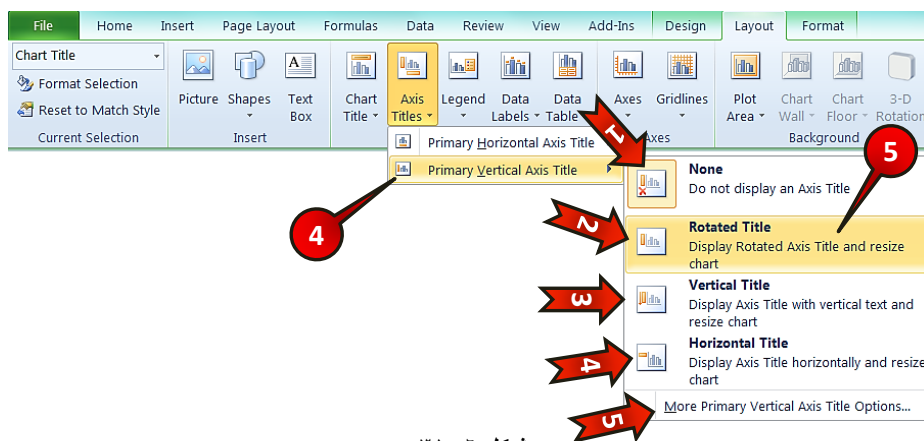 File Home Insert Page Layout Formulas Data Review View Add-Ins Design Layout Format
Chart Title
Format Selection
Reset to Match Style
Current Selection
Picture Shapes Text Box
Insert
Chart Title Axis Titles Legend Data Labels Data Table
Axes Gridlines
Axes
Plot Area Chart Wall Chart Floor 3-D Rotation
Background
Primary Horizontal Axis Title
Primary Vertical Axis Title
4
5
1
None
Do not display an Axis Title
2
Rotated Title
Display Rotated Axis Title and resize
chart
3
Vertical Title
Display Axis Title with vertical text and
resize chart
4
Horizontal Title
Display Axis Title horizontally and resize
chart
5
More Primary Vertical Axis Title Options...